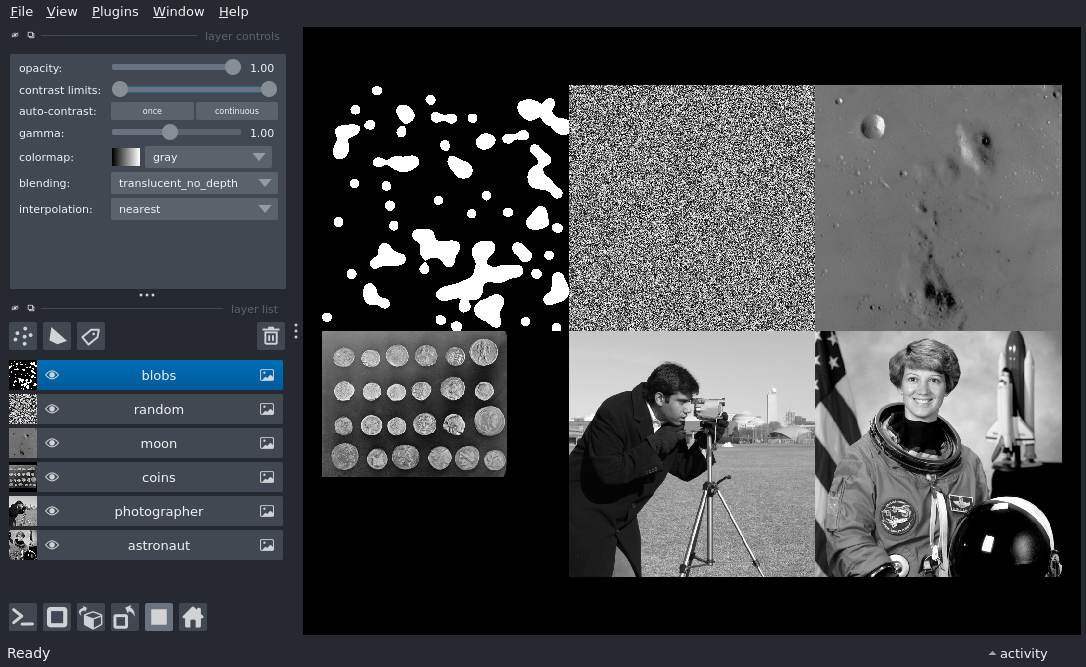 File View Plugins Window Help
layer controls
opacity: 1.00
contrast limits:
auto-contrast: once continuous
gamma: 1.00
colormap: gray
blending: translucent_no_depth
interpolation: nearest
layer list
blobs
random
moon
coins
photographer
astronaut
Ready activity